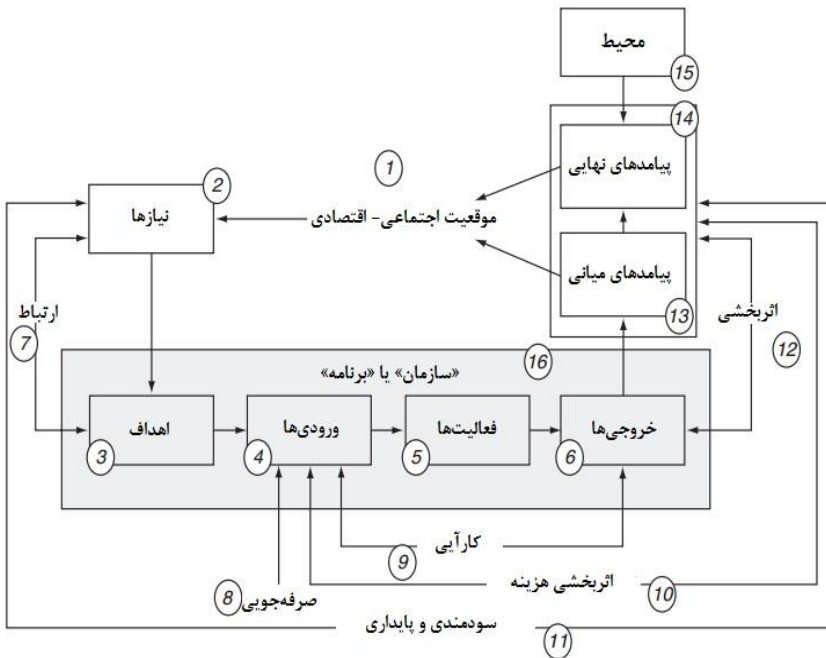 محیط
15
14
پیامدهای نهایی
1
2
نیازها
موقعیت اجتماعی- اقتصادی
پیامدهای میانی
13
ارتباط
7
اثربخشی
12
16
«سازمان» یا «برنامه»
اهداف
3
ورودی‌ها
4
فعالیت‌ها
5
خروجی‌ها
6
کارآیی
9
صرفه‌جویی
8
اثربخشی هزینه
10
سودمندی و پایداری
11